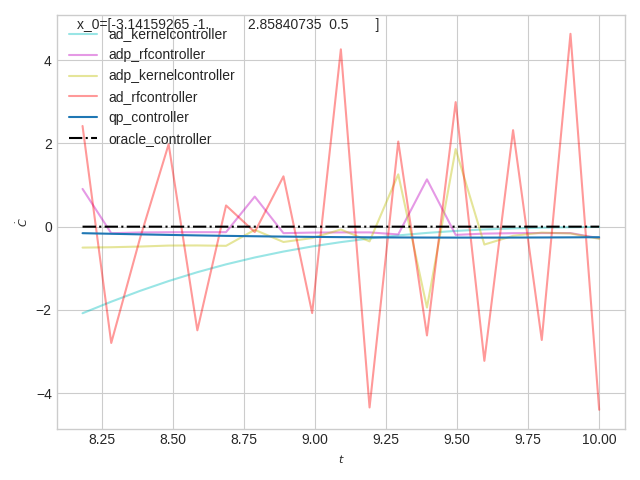 x_0=[-3.14159265 -1. 2.85840735 0.5 ]
ad_kernelcontroller
adp_rfcontroller
adp_kernelcontroller
ad_rfcontroller
qp_controller
oracle_controller
4
2
0
−2
−4
Ċ
8.25 8.50 8.75 9.00 9.25 9.50 9.75 10.00
t